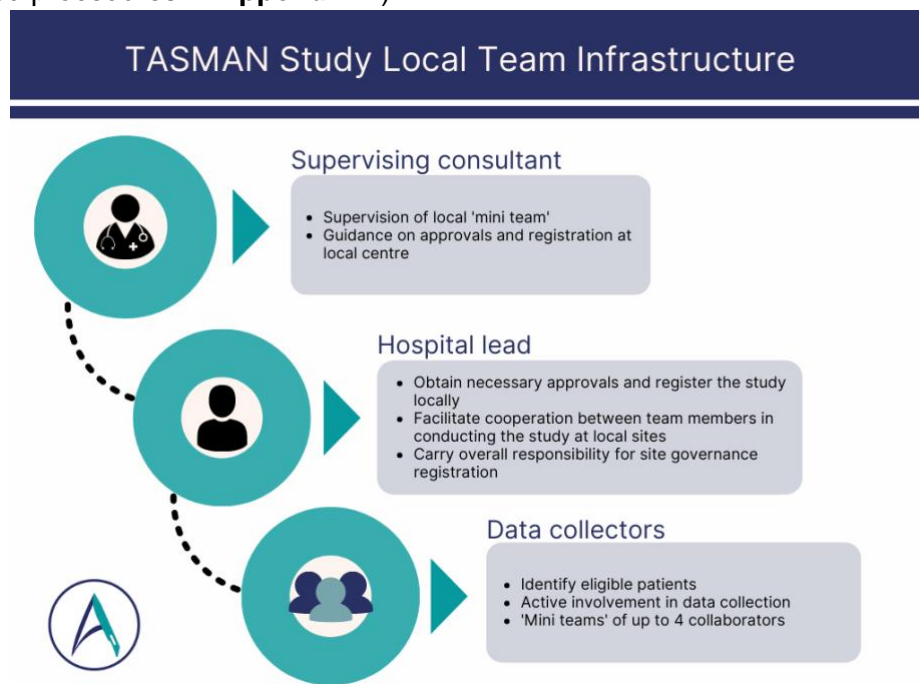 TASMAN Study Local Team Infrastructure
Supervising consultant
• Supervision of local 'mini team'
• Guidance on approvals and registration at
local centre
Hospital lead
• Obtain necessary approvals and register the study
locally
• Facilitate cooperation between team members in
conducting the study at local sites
• Carry overall responsibility for site governance
registration
Data collectors
• Identify eligible patients
• Active involvement in data collection
• 'Mini teams' of up to 4 collaborators